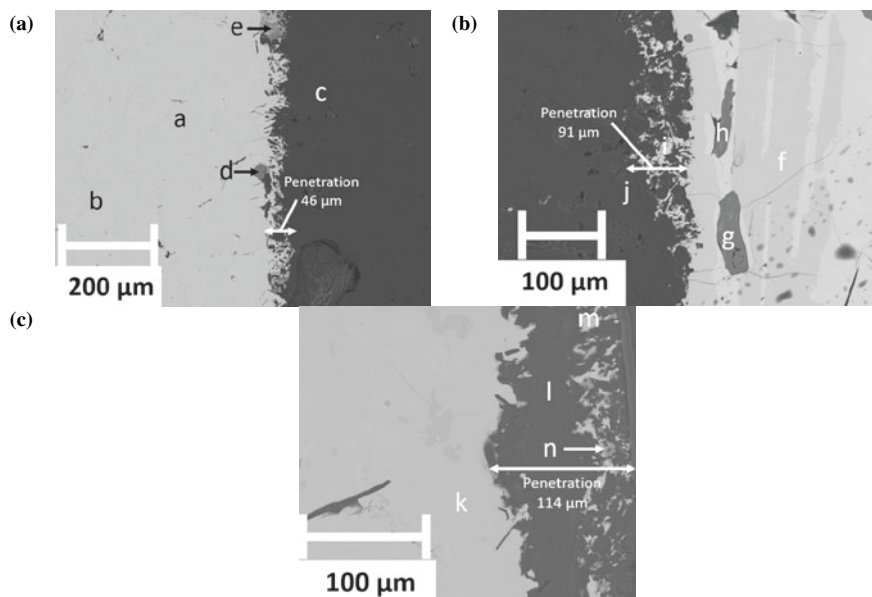 (a)
e
c
a
d
Penetration
46 µm
b
200 µm
(b)
Penetration
91 µm
h
i
f
j
g
100 µm
(c)
m
l
n
Penetration
114 µm
k
100 µm